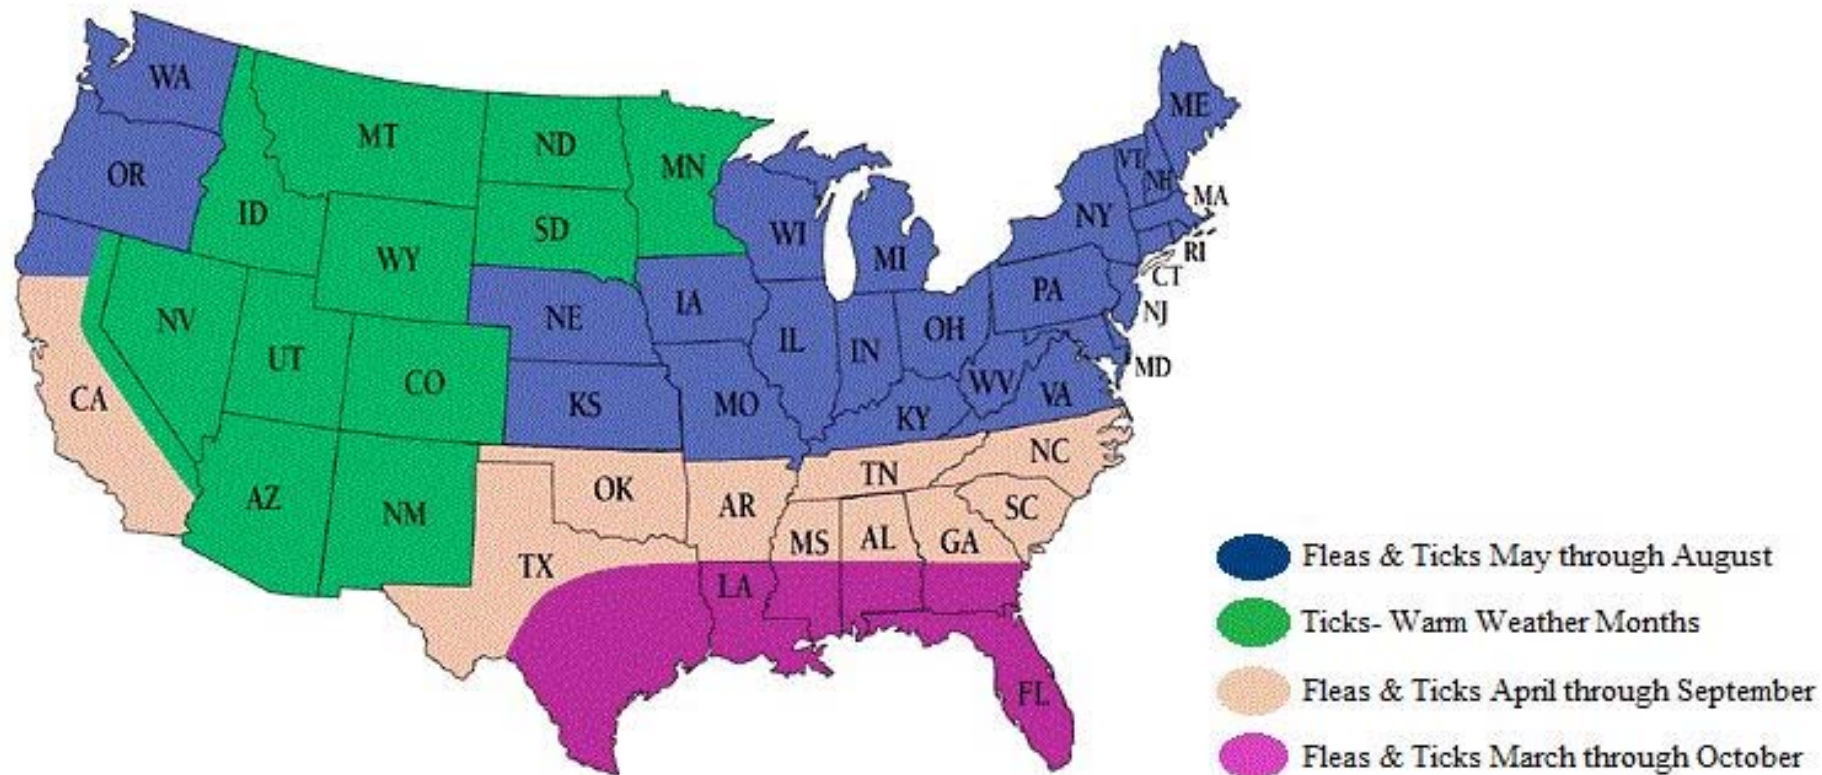 WA
OR
CA
MT
ID
WY
NV
UT
CO
AZ
NM
ND
SD
MN
NE
KS
OK
TX
IA
MO
AR
LA
WI
IL
MI
IN
OH
KY
TN
MS
AL
GA
FL
SC
NC
VA
WV
PA
NY
VT
NH
ME
MA
RI
CT
NJ
MD
Fleas & Ticks May through August
Ticks- Warm Weather Months
Fleas & Ticks April through September
Fleas & Ticks March through October